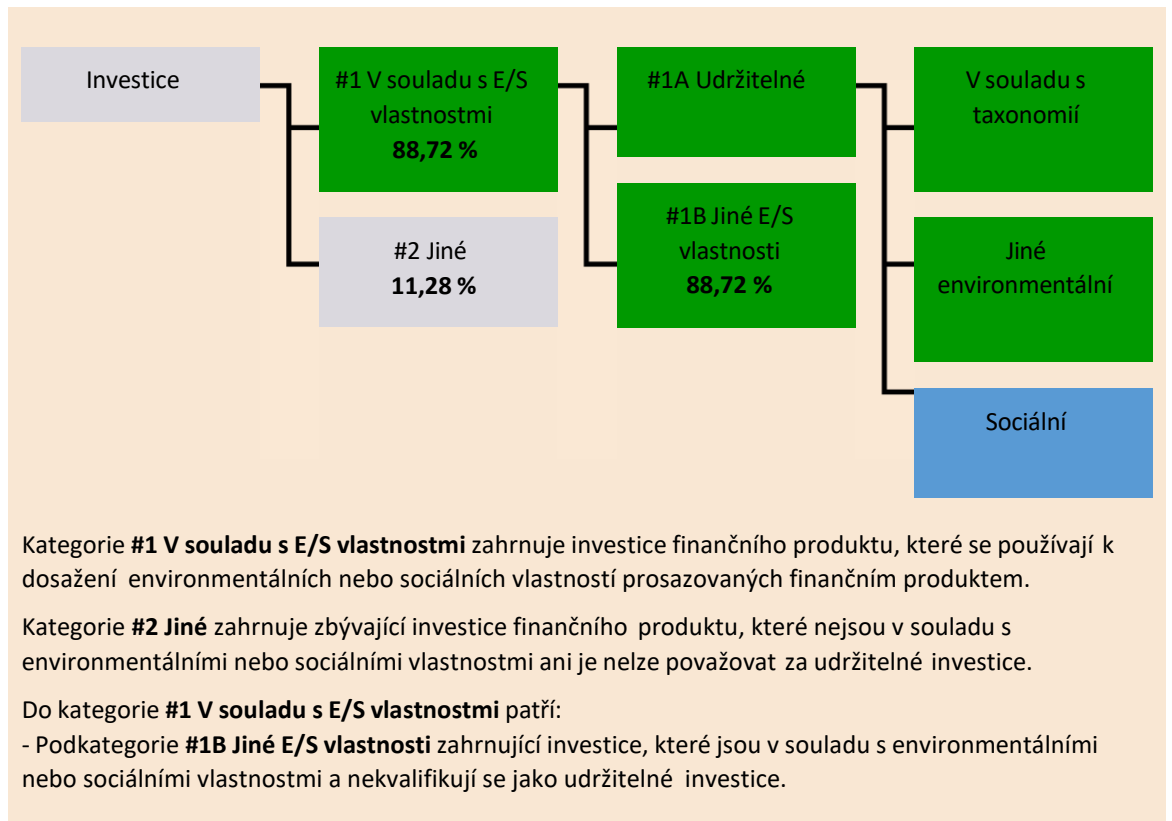 Investice
#1 V souladu s E/S
vlastnostmi
88,72 %
#2 Jiné
11,28 %
#1A Udržitelné
#1B Jiné E/S
vlastnosti
88,72 %
V souladu s
taxonomií
Jiné
environmentální
Sociální
Kategorie #1 V souladu s E/S vlastnostmi zahrnuje investice finančního produktu, které se používají k
dosažení environmentálních nebo sociálních vlastností prosazovaných finančním produktem.
Kategorie #2 Jiné zahrnuje zbývající investice finančního produktu, které nejsou v souladu s
environmentálními nebo sociálními vlastnostmi ani je nelze považovat za udržitelné investice.
Do kategorie #1 V souladu s E/S vlastnostmi patří:
- Podkategorie #1B Jiné E/S vlastnosti zahrnující investice, které jsou v souladu s environmentálními
nebo sociálními vlastnostmi a nekvalifikují se jako udržitelné investice.